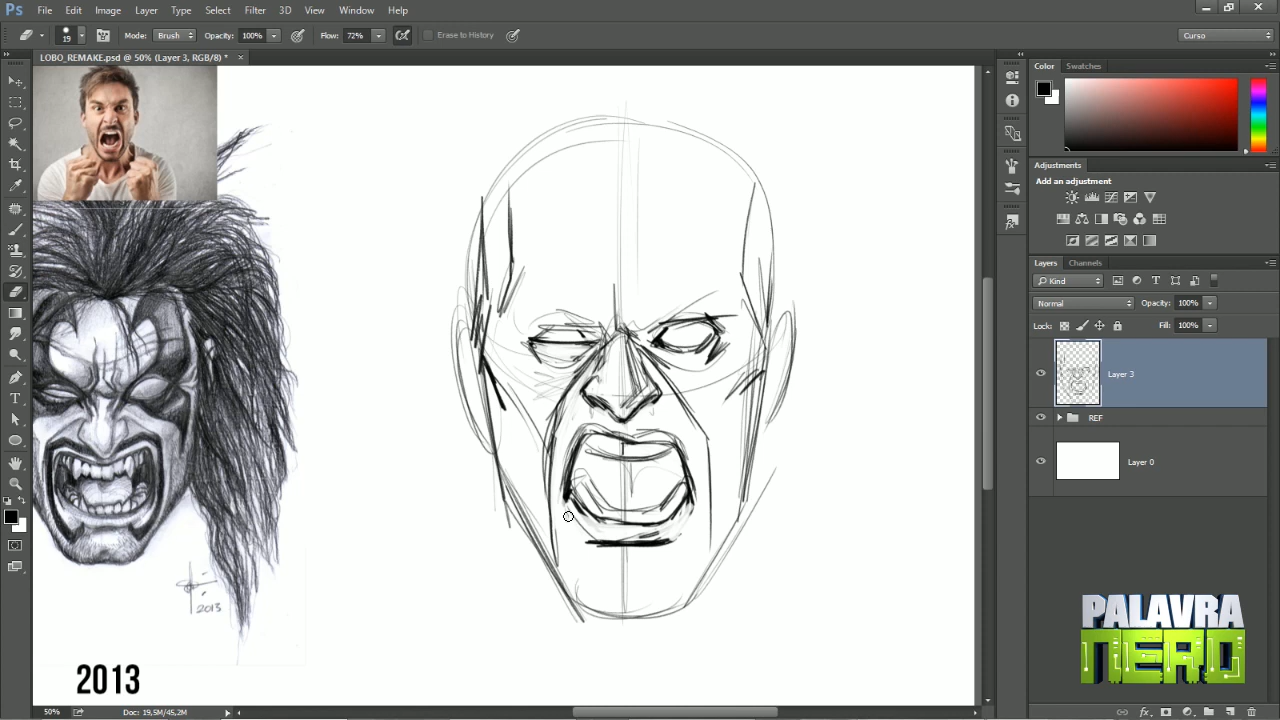 Ps File Edit Image Layer Type Select Filter 3D View Window Help
19 Mode: Brush Opacity: 100% Flow: 72% Erase to History Curso
LOBO_REMAKE.psd @ 50% (Layer 3, RGB/8) *
Color Swatches
Adjustments
Add an adjustment
Layers Channels
Kind
Normal Opacity: 100%
Lock: Fill: 100%
Layer 3
REF
Layer 0
2013
2013
PALAVRA
NERD
50% Doc: 19,5M/45,2M